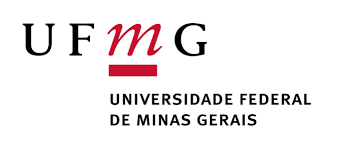 UFmG
UNIVERSIDADE FEDERAL
DE MINAS GERAIS